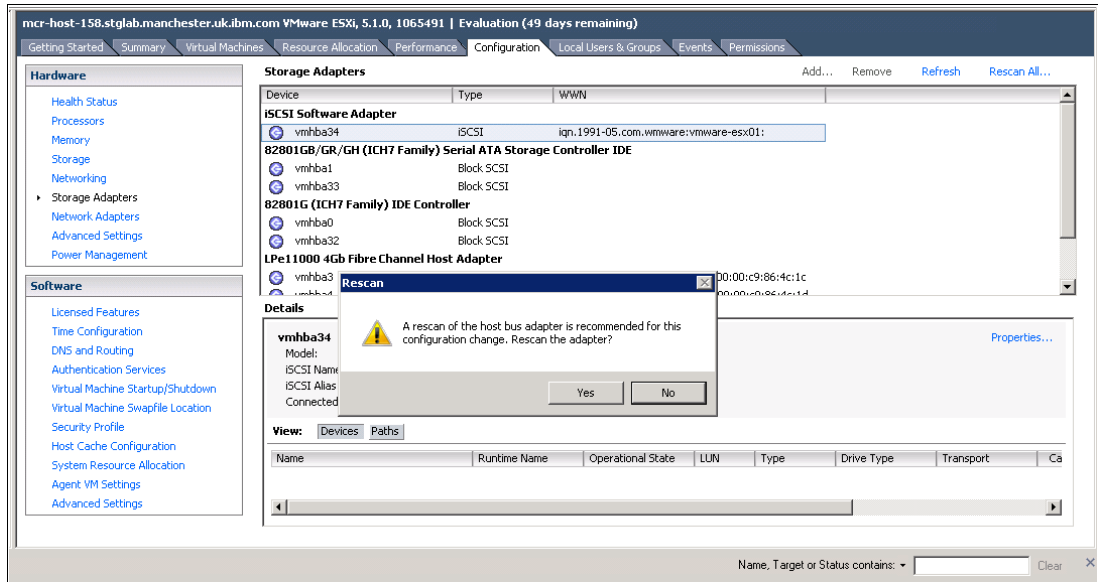 mcr-host-158.stglab.manchester.uk.ibm.com VMware ESXi, 5.1.0, 1065491 | Evaluation (49 days remaining)
Getting Started Summary Virtual Machines Resource Allocation Performance Configuration Local Users & Groups Events Permissions
Hardware
Health Status
Processors
Memory
Storage
Networking
Storage Adapters
Network Adapters
Advanced Settings
Power Management
Software
Licensed Features
Time Configuration
DNS and Routing
Authentication Services
Virtual Machine Startup/Shutdown
Virtual Machine Swapfile Location
Security Profile
Host Cache Configuration
System Resource Allocation
Agent VM Settings
Advanced Settings
Storage Adapters
Add... Remove Refresh Rescan All...
Device Type WWN
iSCSI Software Adapter
vmhba34 iSCSI iqn.1991-05.com.wmware:vmware-esx01:
82801GB/GR/GH (ICH7 Family) Serial ATA Storage Controller IDE
vmhba1 Block SCSI
vmhba33 Block SCSI
82801G (ICH7 Family) IDE Controller
vmhba0 Block SCSI
vmhba32 Block SCSI
LPe11000 4Gb Fibre Channel Host Adapter
vmhba3 00:00:c9:86:4c:1c
Rescan
A rescan of the host bus adapter is recommended for this
configuration change. Rescan the adapter?
Yes No
Details
vmhba34 Properties...
Model:
iSCSI Name
iSCSI Alias
Connected
View: Devices Paths
Name Runtime Name Operational State LUN Type Drive Type Transport Ca
Name, Target or Status contains: Clear